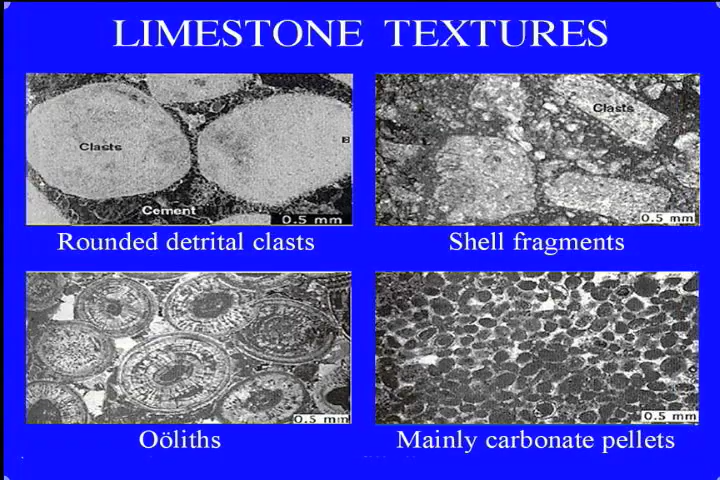 LIMESTONE TEXTURES
Clasts
Cement
0.5 mm
Rounded detrital clasts
Clasts
0.5 mm
Shell fragments
0.5 mm
Oöliths
0.5 mm
Mainly carbonate pellets